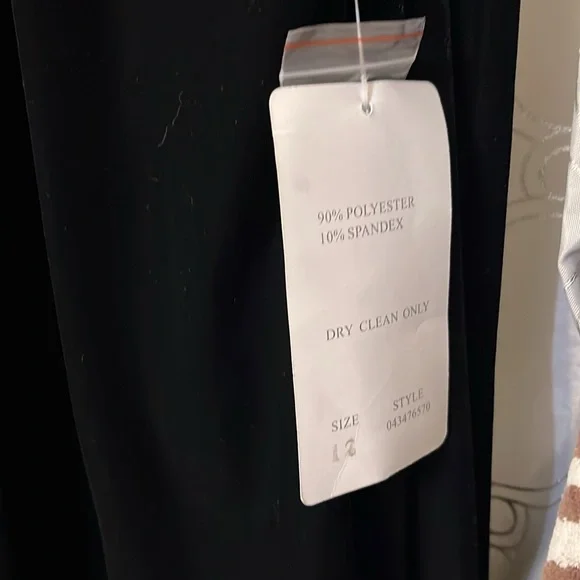 90% POLYESTER
10% SPANDEX
DRY CLEAN ONLY
SIZE
12
STYLE
043476570